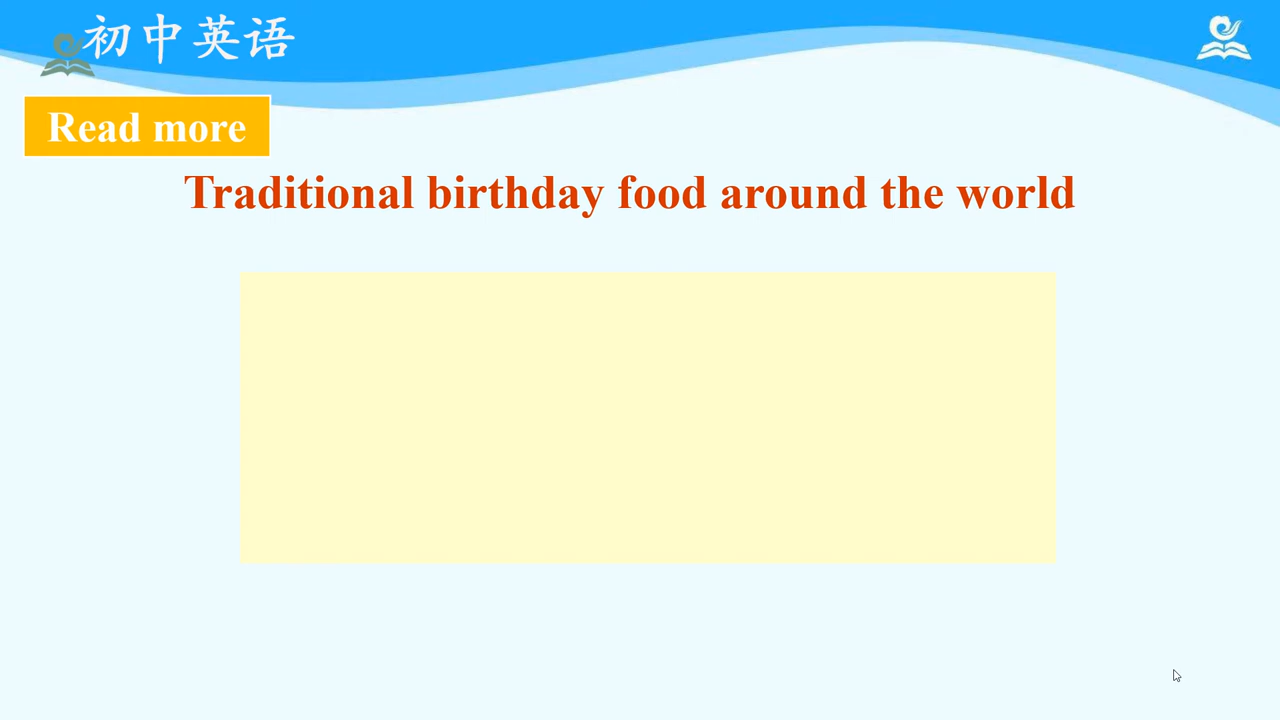 初中英语
Read more
Traditional birthday food around the world